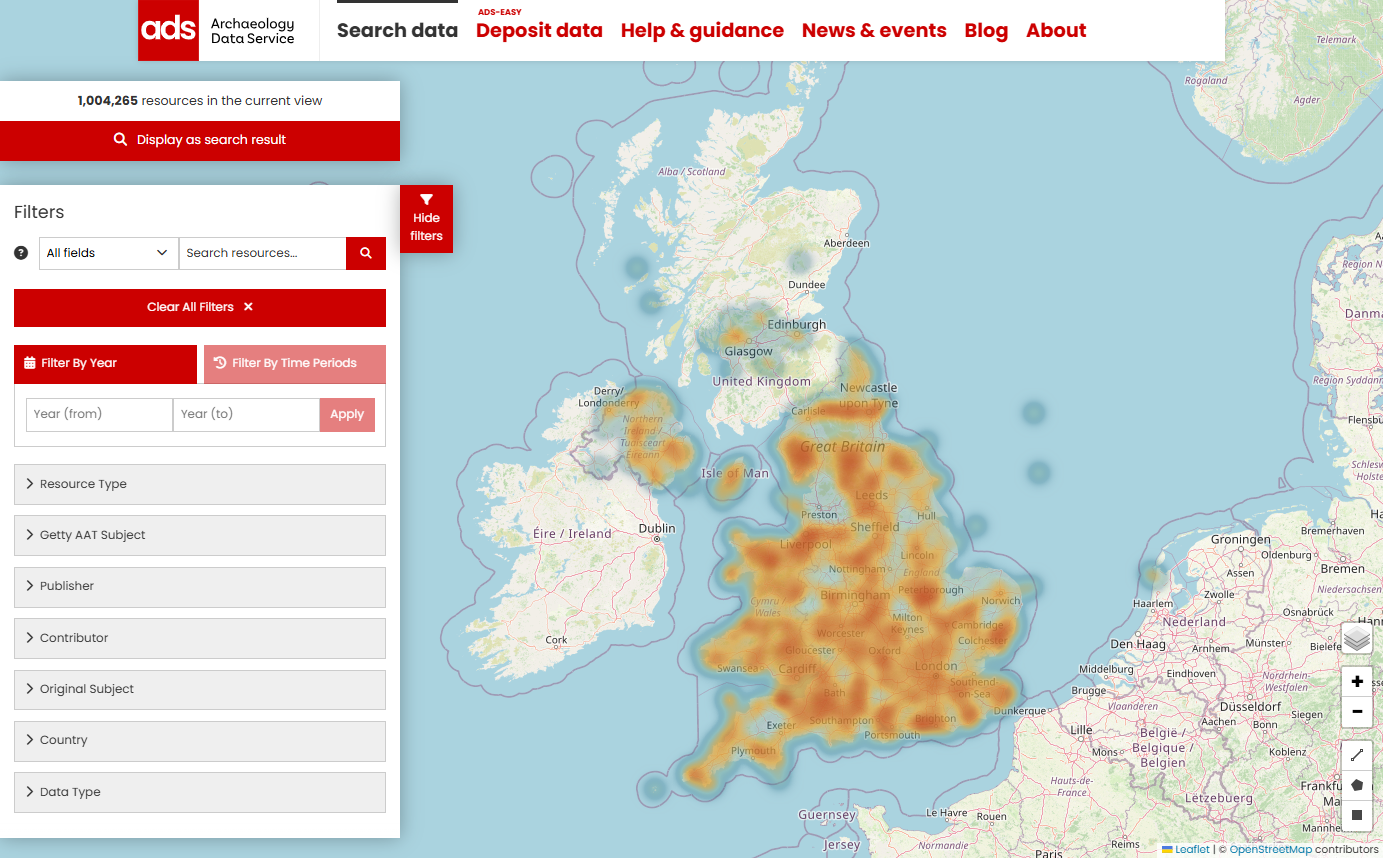 ads
Archaeology
Data Service
Search data
ADS-EASY
Deposit data
Help & guidance
News & events
Blog
About
1,004,265 resources in the current view
Display as search result
Filters
Hide
filters
All fields
Search resources...
Clear All Filters
Filter By Year
Filter By Time Periods
Year (from)
Year (to)
Apply
Resource Type
Getty AAT Subject
Publisher
Contributor
Original Subject
Country
Data Type
Telemark
Rogaland
Agder
Alba / Scotland
Aberdeen
Dundee
Edinburgh
Glasgow
United Kingdom
Newcastle
upon Tyne
Carlisle
Derry/
Londonderry
Northern
Ireland /
Tuaisceart
Éireann
Great Britain
Isle of Man
Leeds
Preston
Hull
Sheffield
Dublin
Éire / Ireland
Liverpool
Lincoln
Nottingham
England
Peterborough
Birmingham
Norwich
Cymru /
Wales
Milton
Keynes
Cambridge
Worcester
Colchester
Cork
Gloucester
Oxford
Swansea
Cardiff
London
Southend
-on-Sea
Bath
Exeter
Southampton
Brighton
Portsmouth
Plymouth
Guernsey
Jersey
Region N
Danm
Region Syddanm
Flensbu
Schlesw
Holste
Groningen
Bremerhaven
Oldenburg
Assen
Bremen
Haarlem
Zwolle
Niedersachsen
Nederland
Osnabrück
Hann
Den Haag
Arnhem
Münster
Bielefe
Middelburg
Eindhoven
Nordrhein-
Westfalen
Brugge
Dunkerque
Vlaanderen
Düsseldorf
Siegen
Lille
Aachen
Bonn
België /
Belgique /
Belgien
Mons
Koblenz
Hauts-de-
France
Frankfu
Ma
Letzebuerg
Le Havre
Rouen
Mannhe
Normandie
Reims
Paris
Leaflet | © OpenStreetMap contributors